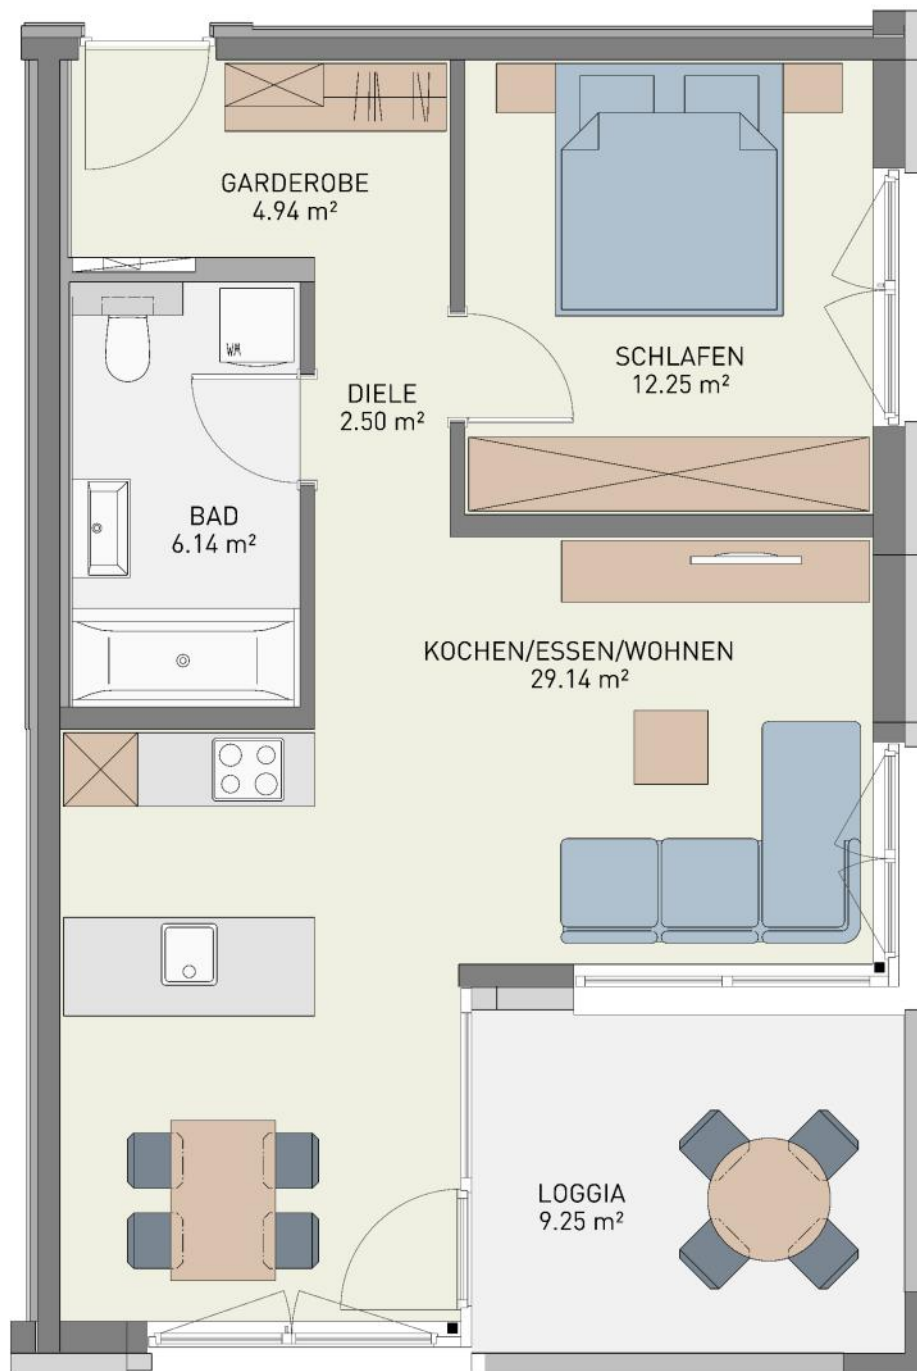 GARDEROBE
4.94 m²
SCHLAFEN
12.25 m²
WM
DIELE
2.50 m²
BAD
6.14 m²
KOCHEN/ESSEN/WOHNEN
29.14 m²
LOGGIA
9.25 m²